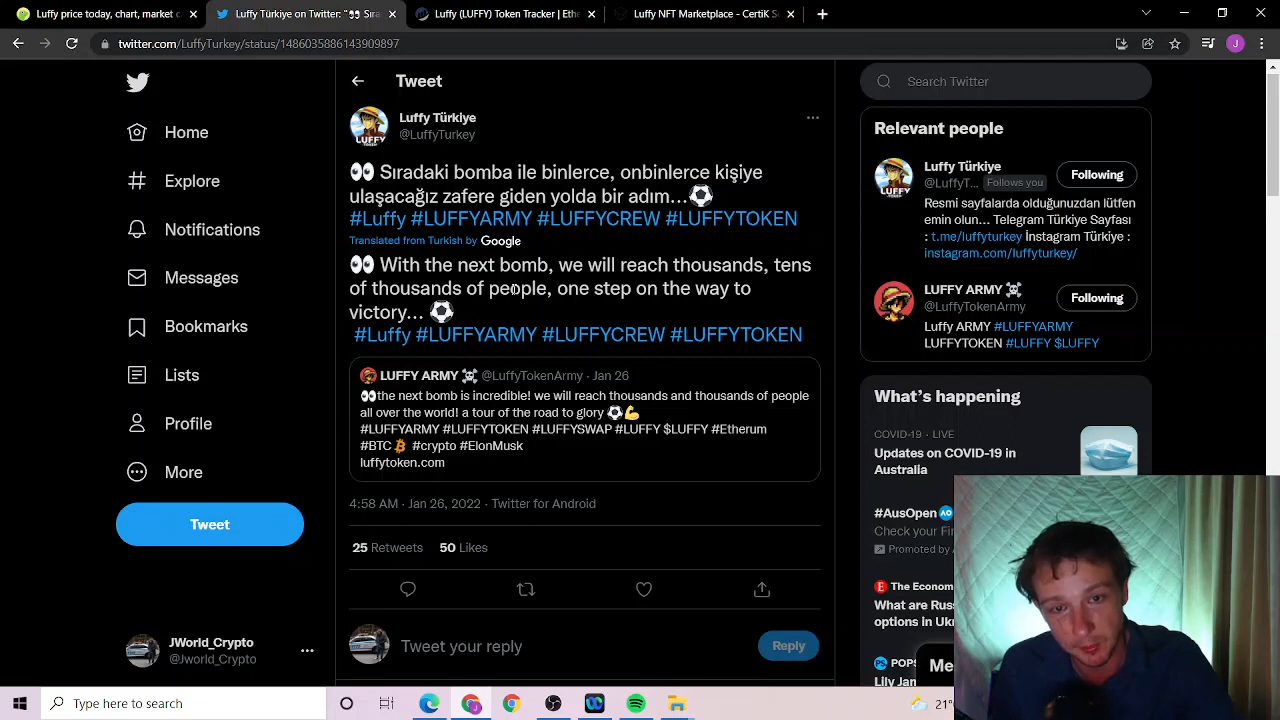 Luffy price today, chart, market c
Luffy Türkiye on Twitter: "👀 Sıra
Luffy (LUFFY) Token Tracker | Eth
Luffy NFT Marketplace - CertiK S
twitter.com/LuffyTurkey/status/1486035886143909897
J
Home
Explore
Notifications
Messages
Bookmarks
Lists
Profile
More
Tweet
JWorld_Crypto
@Jworld_Crypto
Tweet
Luffy Türkiye
@LuffyTurkey
👀 Sıradaki bomba ile binlerce, onbinlerce kişiye
ulaşacağız zafere giden yolda bir adım...⚽
#Luffy #LUFFYARMY #LUFFYCREW #LUFFYTOKEN
Translated from Turkish by Google
👀 With the next bomb, we will reach thousands, tens
of thousands of people, one step on the way to
victory... ⚽
#Luffy #LUFFYARMY #LUFFYCREW #LUFFYTOKEN
LUFFY ARMY ☠️ @LuffyTokenArmy · Jan 26
👀the next bomb is incredible! we will reach thousands and thousands of people
all over the world! a tour of the road to glory ⚽💪
#LUFFYARMY #LUFFYTOKEN #LUFFYSWAP #LUFFY $LUFFY #Etherum
#BTC #crypto #ElonMusk
luffytoken.com
4:58 AM · Jan 26, 2022 · Twitter for Android
25 Retweets 50 Likes
Tweet your reply
Reply
Search Twitter
Relevant people
Luffy Türkiye
@LuffyT... Follows you
Following
Resmi sayfalarda olduğunuzdan lütfen
emin olun... Telegram Türkiye Sayfası
: t.me/luffyturkey İnstagram Türkiye :
instagram.com/luffyturkey/
LUFFY ARMY ☠️
@LuffyTokenArmy
Following
Luffy ARMY #LUFFYARMY
LUFFYTOKEN #LUFFY $LUFFY
What's happening
COVID-19 · LIVE
Updates on COVID-19 in
Australia
#AusOpen
Check your Fir
Promoted by
The Econom
What are Rus
options in Uk
POPS
Lily Jan
Me
Type here to search
21°